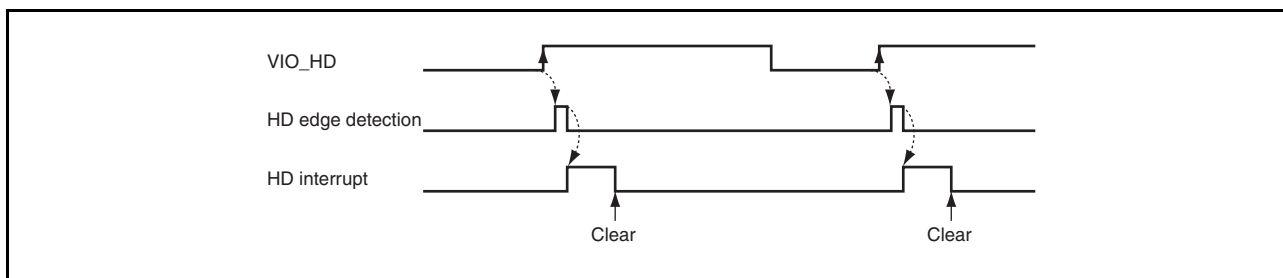 VIO_HD
HD edge detection
HD interrupt
Clear
Clear